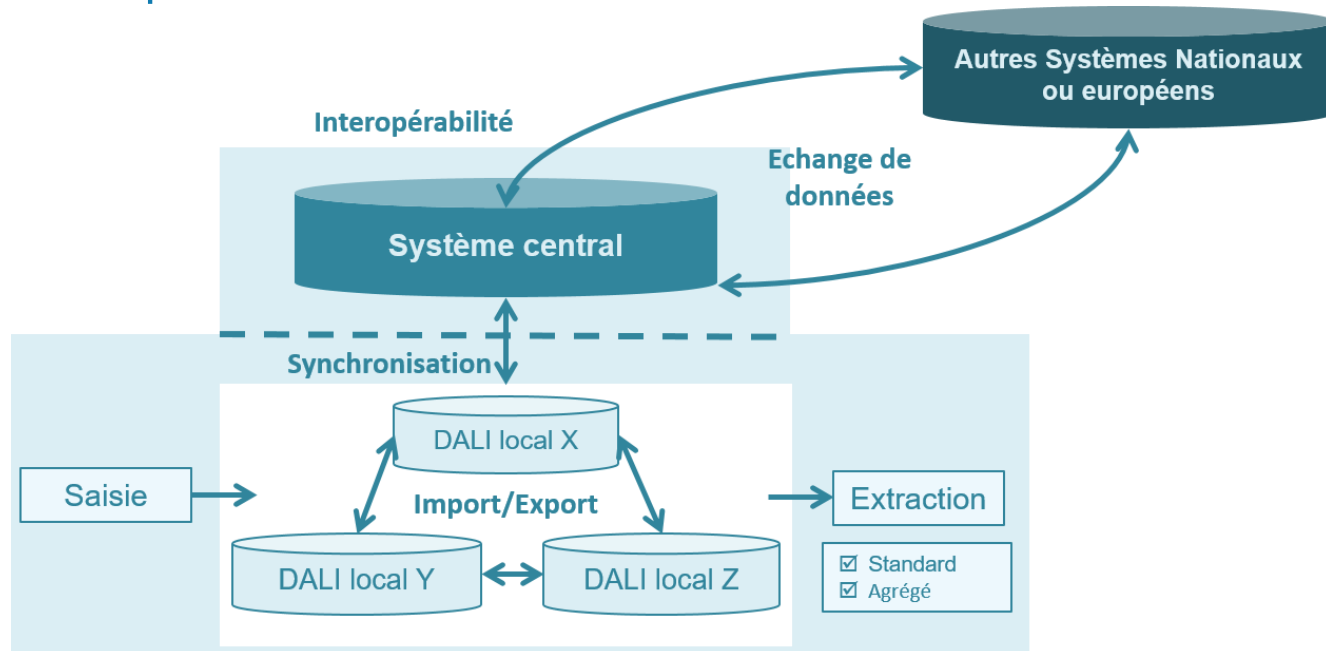 Autres Systèmes Nationaux
ou européens
Interopérabilité
Echange de
données
Système central
Synchronisation
DALI local X
Saisie
Import/Export
Extraction
DALI local Y
DALI local Z
☑ Standard
☑ Agrégé